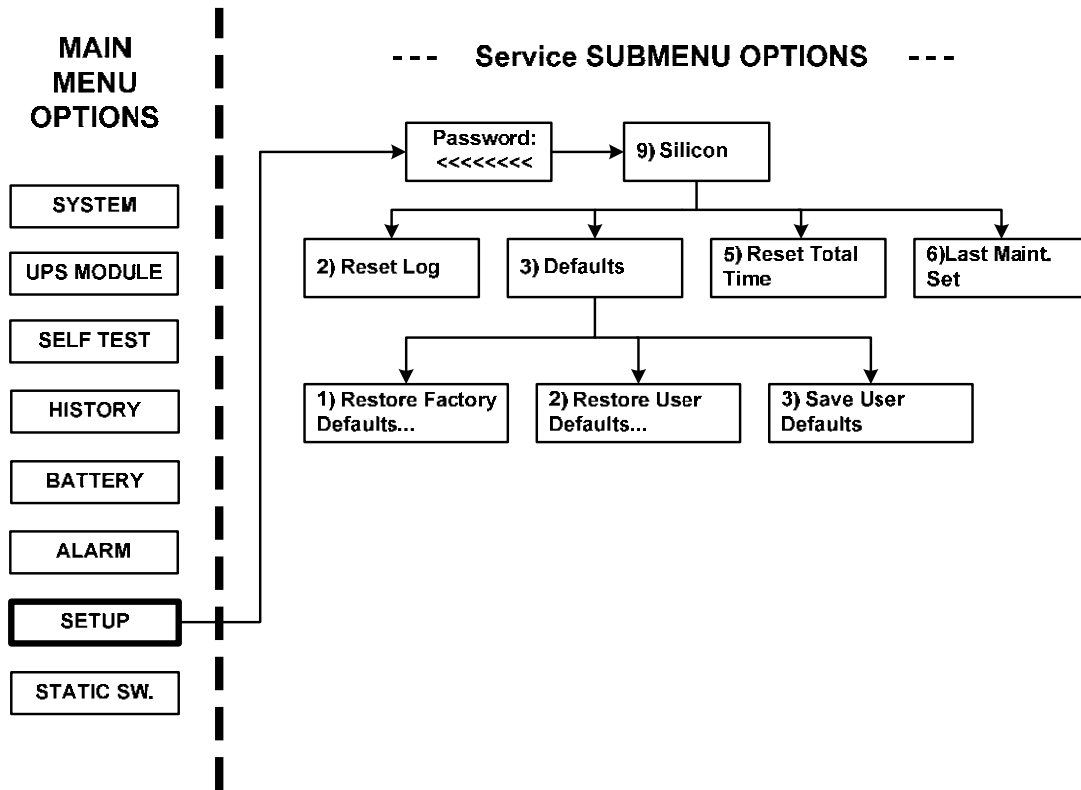 MAIN
MENU
OPTIONS
--- Service SUBMENU OPTIONS ---
Password:
<<<<<<<<
9) Silicon
2) Reset Log
3) Defaults
5) Reset Total
Time
6)Last Maint.
Set
1) Restore Factory
Defaults...
2) Restore User
Defaults...
3) Save User
Defaults
SYSTEM
UPS MODULE
SELF TEST
HISTORY
BATTERY
ALARM
SETUP
STATIC SW.